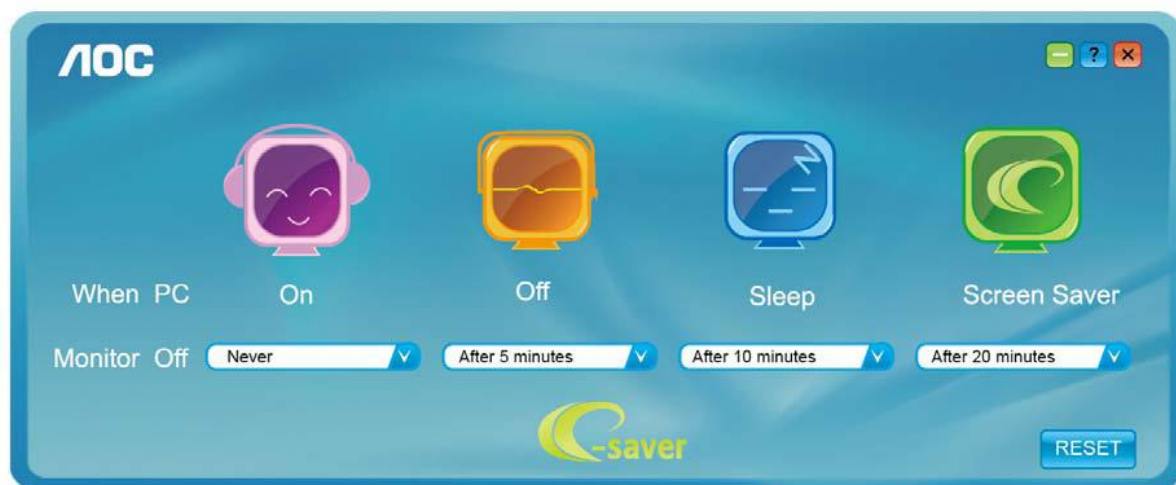 AOC
?
When PC On Off Sleep Screen Saver
Monitor Off Never After 5 minutes After 10 minutes After 20 minutes
e-saver
RESET